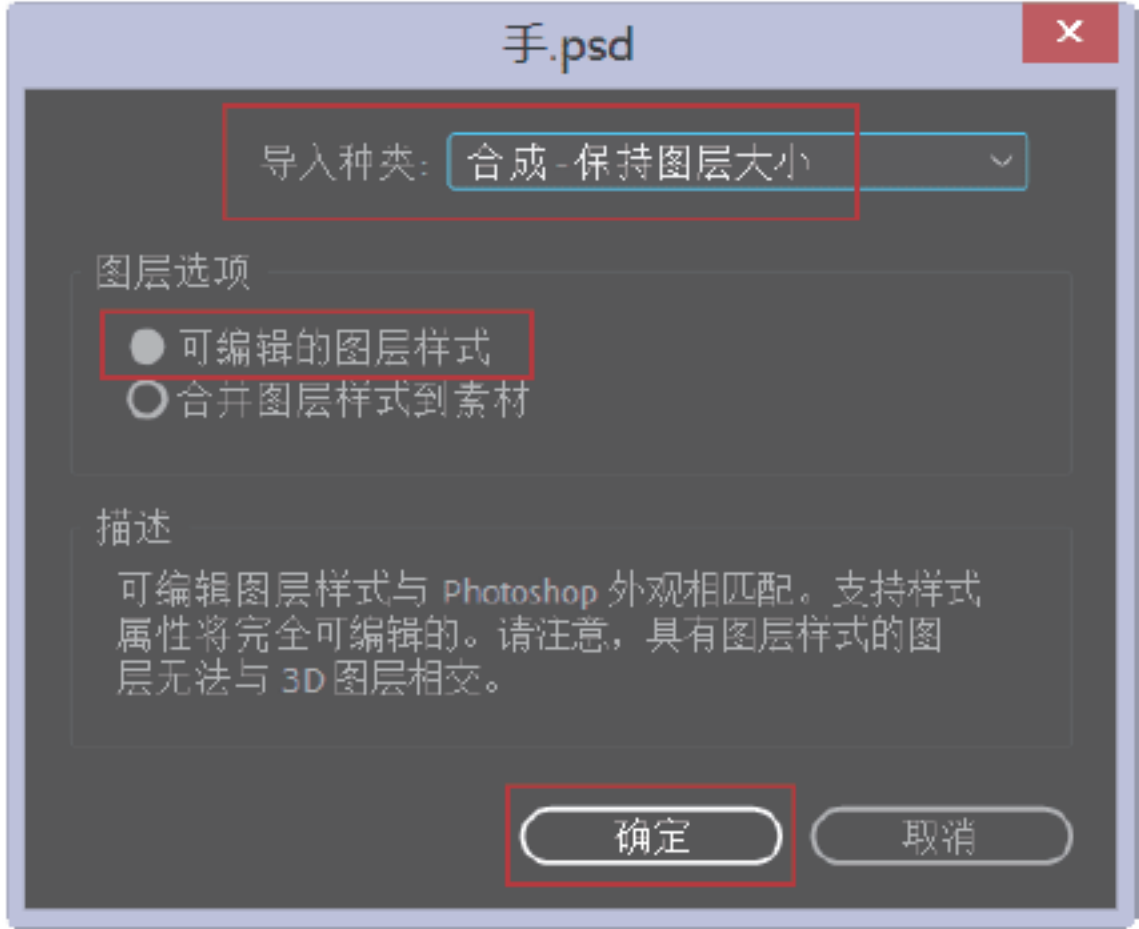 手.psd
导入种类: 合成-保持图层大小
图层选项
可编辑的图层样式
合并图层样式到素材
描述
可编辑图层样式与 Photoshop 外观相匹配。支持样式
属性将完全可编辑的。请注意，具有图层样式的图
层无法与 3D 图层相交。
确定 取消